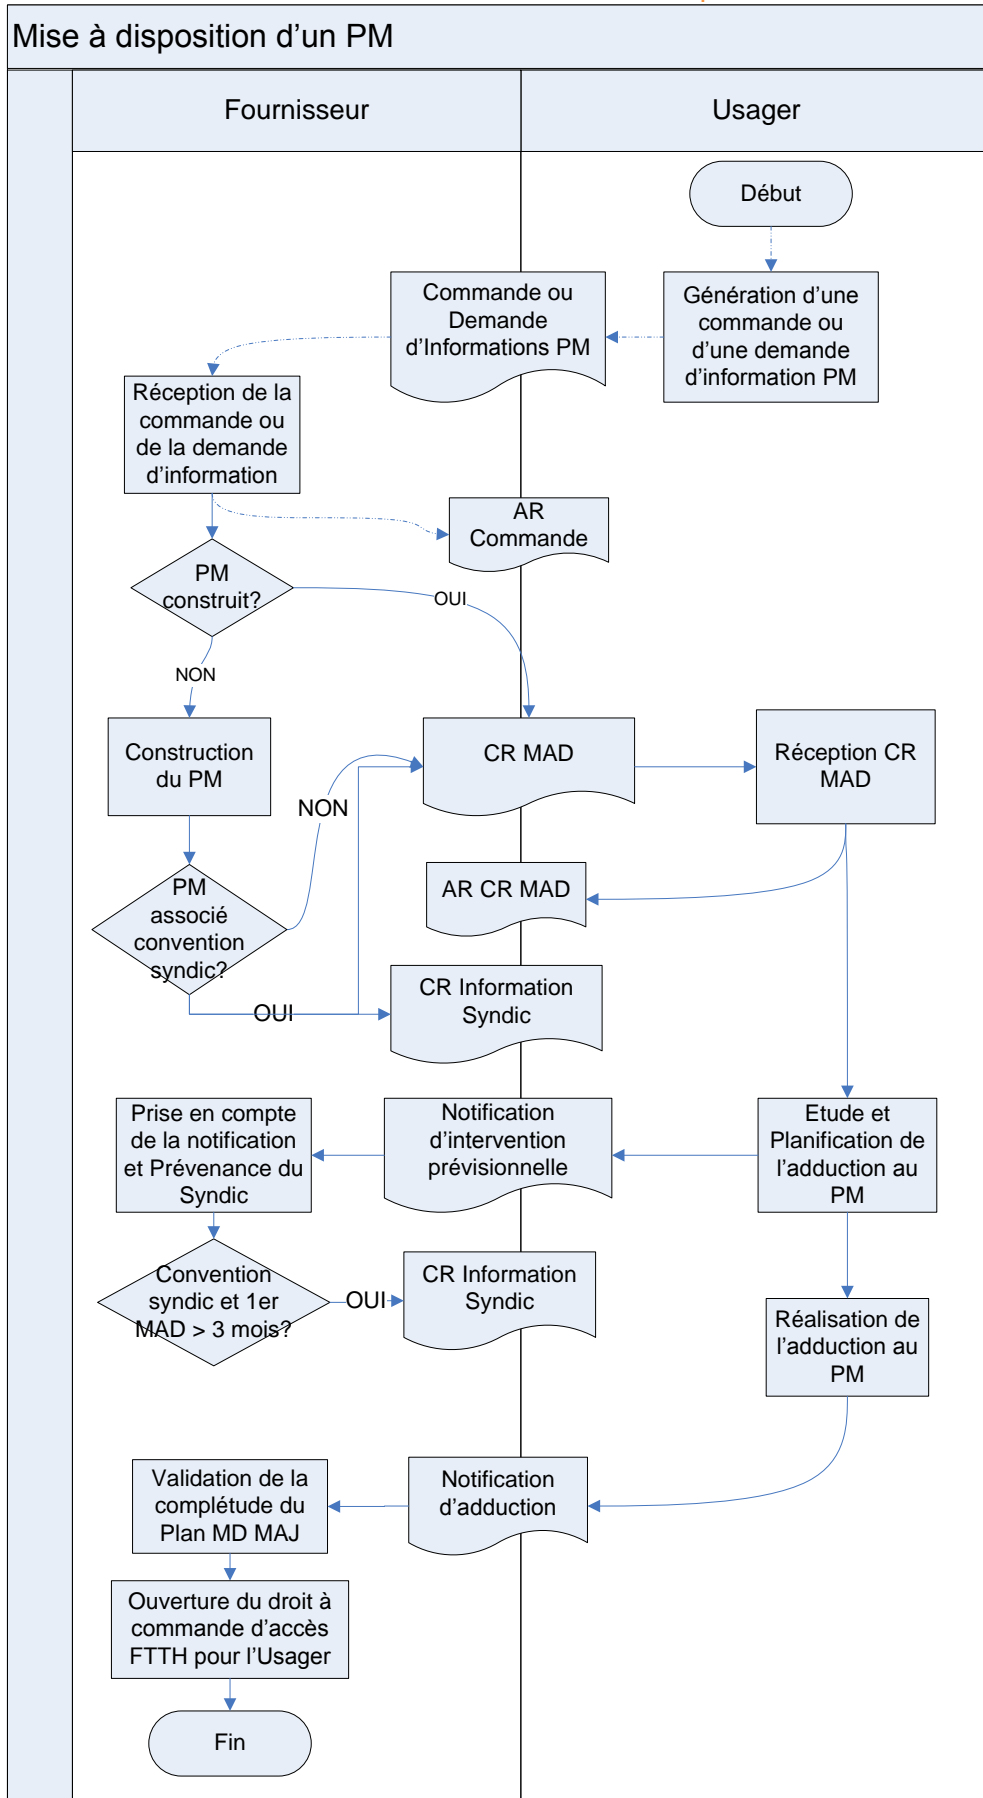 Mise à disposition d'un PM
Fournisseur
Usager
Début
Génération d'une
commande ou
d'une demande
d'information PM
Commande ou
Demande
d'Informations PM
Réception de la
commande ou
de la demande
d'information
AR
Commande
PM
construit?
OUI
NON
Construction
du PM
CR MAD
Réception CR
MAD
NON
AR CR MAD
PM
associé
convention
syndic?
OUI
CR Information
Syndic
Etude et
Planification de
l'adduction au
PM
Notification
d'intervention
prévisionnelle
Prise en compte
de la notification
et Prévenance du
Syndic
Convention
syndic et 1er
MAD > 3 mois?
OUI
CR Information
Syndic
Réalisation de
l'adduction au
PM
Notification
d'adduction
Validation de la
complétude du
Plan MD MAJ
Ouverture du droit à
commande d'accès
FTTH pour l'Usager
Fin